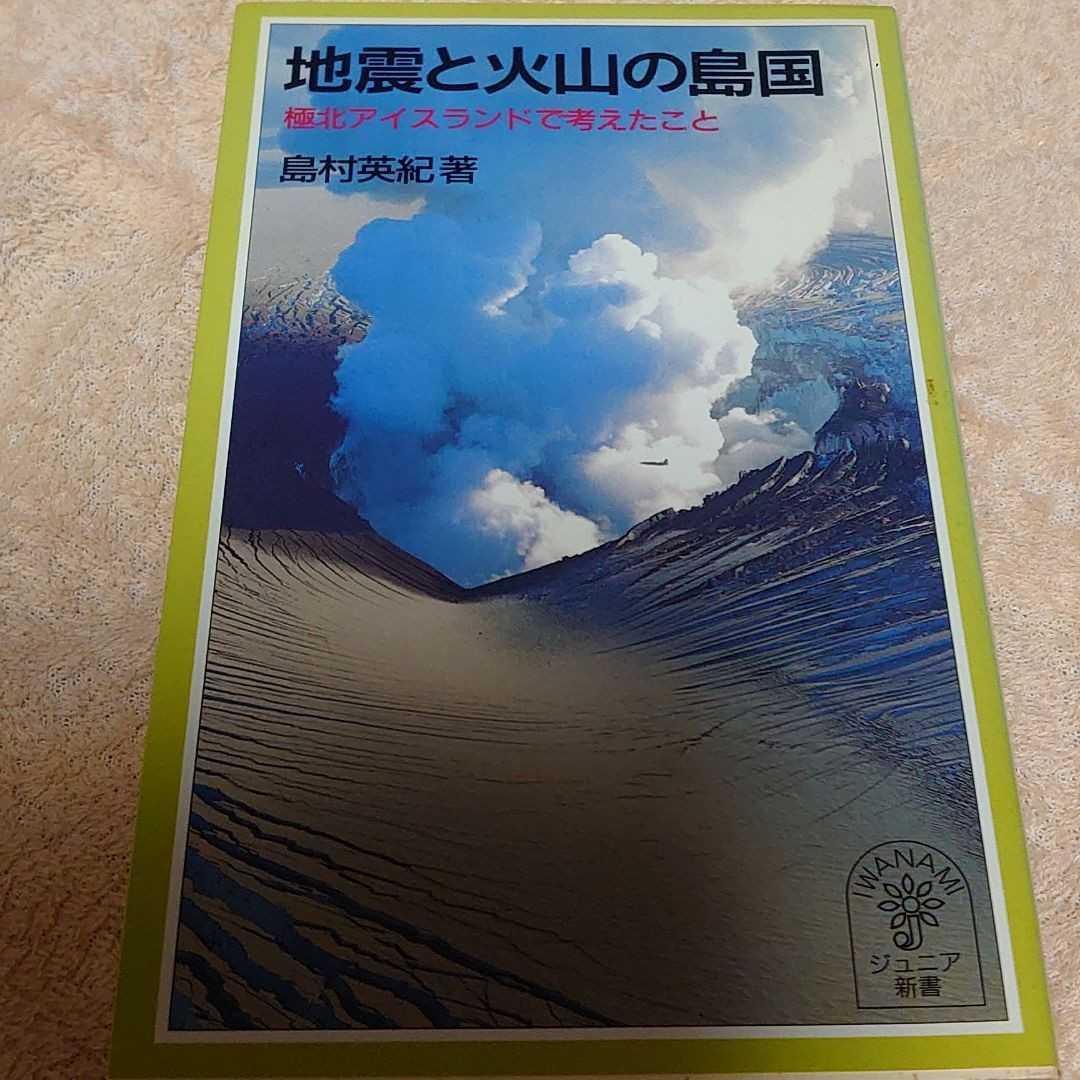 地震と火山の島国
極北アイスランドで考えたこと
島村英紀著
IWANAMI
ジュニア
新書